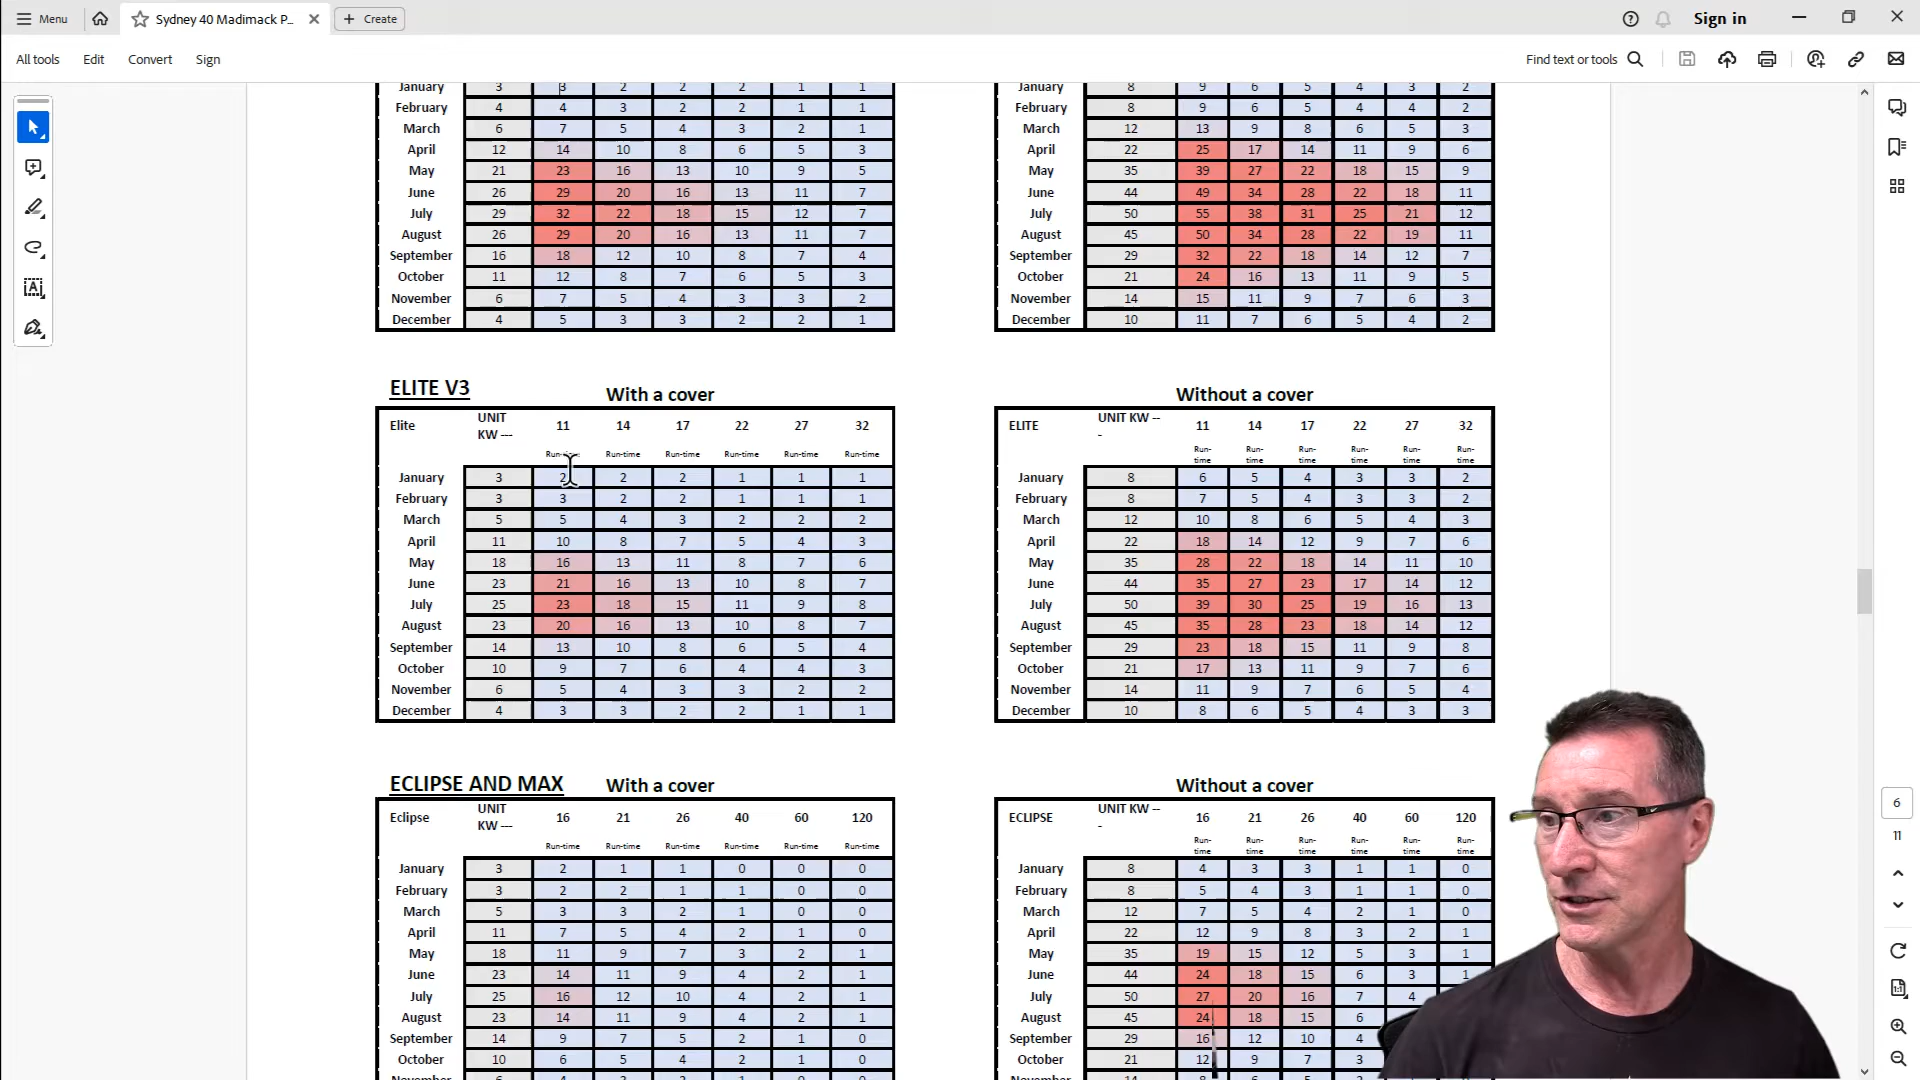 Menu Sydney 40 Madimack P... Create Sign in
All tools Edit Convert Sign Find text or tools
January 3 3 2 2 2 1 1 January 8 9 6 5 4 3 2
February 4 4 3 2 2 1 1 February 8 9 6 5 4 4 2
March 6 7 5 4 3 2 1 March 12 13 9 8 6 5 3
April 12 14 10 8 6 5 3 April 22 25 17 14 11 9 6
May 21 23 16 13 10 9 5 May 35 39 27 22 18 15 9
June 26 29 20 16 13 11 7 June 44 49 34 28 22 18 11
July 29 32 22 18 15 12 7 July 50 55 38 31 25 21 12
August 26 29 20 16 13 11 7 August 45 50 34 28 22 19 11
September 16 18 12 10 8 7 4 September 29 32 22 18 14 12 7
October 11 12 8 7 6 5 3 October 21 24 16 13 11 9 5
November 6 7 5 4 3 3 2 November 14 15 11 9 7 6 3
December 4 5 3 3 2 2 1 December 10 11 7 6 5 4 2
ELITE V3 With a cover Without a cover
Elite UNIT KW --- 11 14 17 22 27 32 ELITE UNIT KW --- 11 14 17 22 27 32
Run-time Run-time Run-time Run-time Run-time Run-time Run-time Run-time Run-time Run-time Run-time Run-time
January 3 2 2 2 1 1 1 January 8 6 5 4 3 3 2
February 3 3 2 2 1 1 1 February 8 7 5 4 3 3 2
March 5 5 4 3 2 2 2 March 12 10 8 6 5 4 3
April 11 10 8 7 5 4 3 April 22 18 14 12 9 7 6
May 18 16 13 11 8 7 6 May 35 28 22 18 14 11 10
June 23 21 16 13 10 8 7 June 44 35 27 23 17 14 12
July 25 23 18 15 11 9 8 July 50 39 30 25 19 16 13
August 23 20 16 13 10 8 7 August 45 35 28 23 18 14 12
September 14 13 10 8 6 5 4 September 29 23 18 15 11 9 8
October 10 9 7 6 4 4 3 October 21 17 13 11 9 7 6
November 6 5 4 3 3 2 2 November 14 11 9 7 6 5 4
December 4 3 3 2 2 1 1 December 10 8 6 5 4 3 3
ECLIPSE AND MAX With a cover Without a cover
Eclipse UNIT KW --- 16 21 26 40 60 120 ECLIPSE UNIT KW --- 16 21 26 40 60 120
Run-time Run-time Run-time Run-time Run-time Run-time Run-time Run-time Run-time Run-time Run-time Run-time
January 3 2 1 1 0 0 0 January 8 4 3 3 1 1 0
February 3 2 2 1 1 0 0 February 8 5 4 3 1 1 0
March 5 3 3 2 1 0 0 March 12 7 5 4 2 1 0
April 11 7 5 4 2 1 0 April 22 12 9 8 3 2 1
May 18 11 9 7 3 2 1 May 35 19 15 12 5 3 1
June 23 14 11 9 4 2 1 June 44 24 18 15 6 3 1
July 25 16 12 10 4 2 1 July 50 27 20 16 7 4
August 23 14 11 9 4 2 1 August 45 24 18 15 6
September 14 9 7 5 2 1 0 September 29 16 12 10 4
October 10 6 5 4 2 1 0 October 21 12 9 7 3
6
11